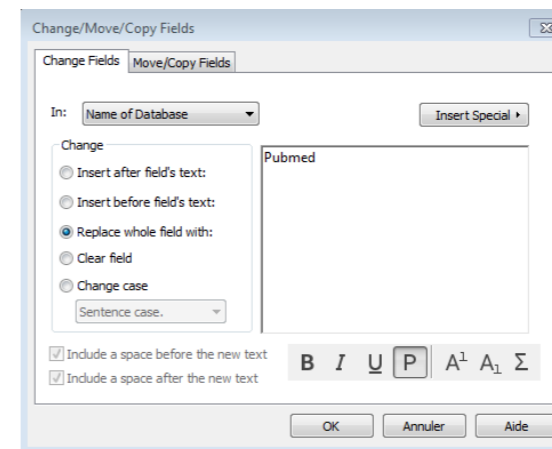 Change/Move/Copy Fields
Change Fields Move/Copy Fields
In: Name of Database Insert Special
Change
Pubmed
Insert after field's text:
Insert before field's text:
Replace whole field with:
Clear field
Change case
Sentence case.
Include a space before the new text
Include a space after the new text
B I U P A¹ A₁ Σ
OK Annuler Aide